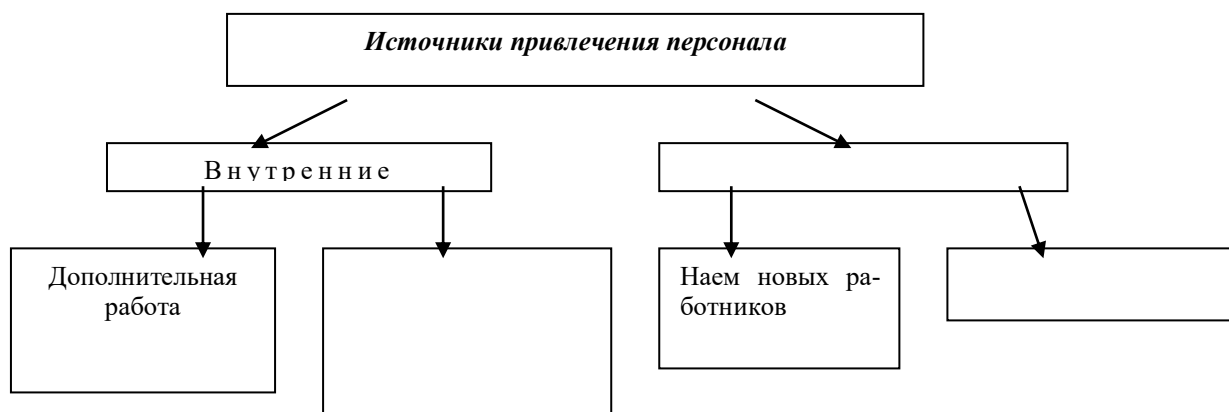 Источники привлечения персонала
Внутренние
Дополнительная
работа
Наем новых ра-
ботников